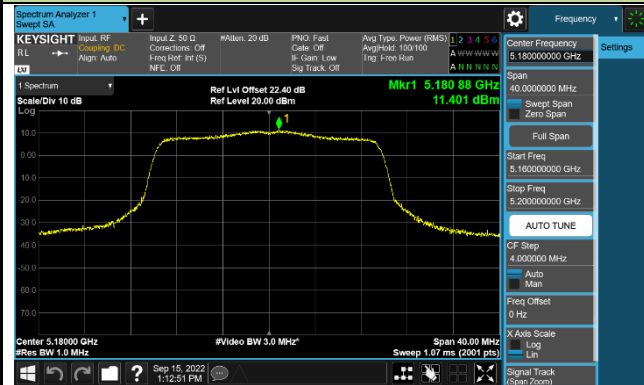 Spectrum Analyzer 1
Swept SA
+
Frequency
KEYSIGHT Input: RF Input Z: 50 Ω #Atten: 20 dB PNO: Fast Avg Type: Power (RMS) 1 2 3 4 5 6
RL Coupling: DC Corrections: Off Gate: Off Avg|Hold: 100/100 A W W W W W
Align: Auto Freq Ref: Int (S) IF Gain: Low Trig: Free Run A N N N N N
NFE: Off Sig Track: Off
LXI
1 Spectrum
Scale/Div 10 dB
Ref Lvl Offset 22.40 dB
Ref Level 20.00 dBm
Mkr1 5.180 88 GHz
11.401 dBm
Log
1
10.0
0.00
-10.0
-20.0
-30.0
-40.0
-50.0
-60.0
-70.0
Center 5.18000 GHz #Video BW 3.0 MHz* Span 40.00 MHz
#Res BW 1.0 MHz Sweep 1.07 ms (2001 pts)
Sep 15, 2022
1:12:51 PM
?
Center Frequency
5.180000000 GHz
Settings
Span
40.0000000 MHz
Swept Span
Zero Span
Full Span
Start Freq
5.160000000 GHz
Stop Freq
5.200000000 GHz
AUTO TUNE
CF Step
4.000000 MHz
Auto
Man
Freq Offset
0 Hz
X Axis Scale
Log
Lin
Signal Track
(Span Zoom)